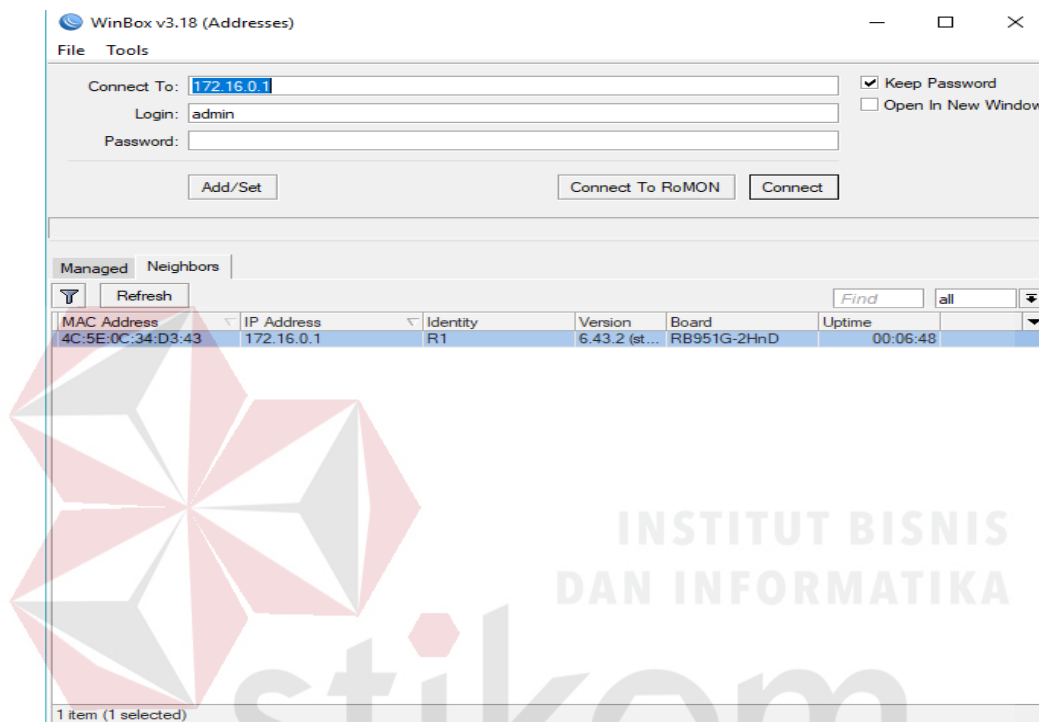 WinBox v3.18 (Addresses)
File Tools
Connect To: 172.16.0.1
Keep Password
Login: admin
Open In New Window
Password:
Add/Set Connect To RoMON Connect
Managed Neighbors
Refresh Find all
MAC Address IP Address Identity Version Board Uptime
4C:5E:0C:34:D3:43 172.16.0.1 R1 6.43.2 (st... RB951G-2HnD 00:06:48
INSTITUT BISNIS
DAN INFORMATIKA
stikom
1 item (1 selected)